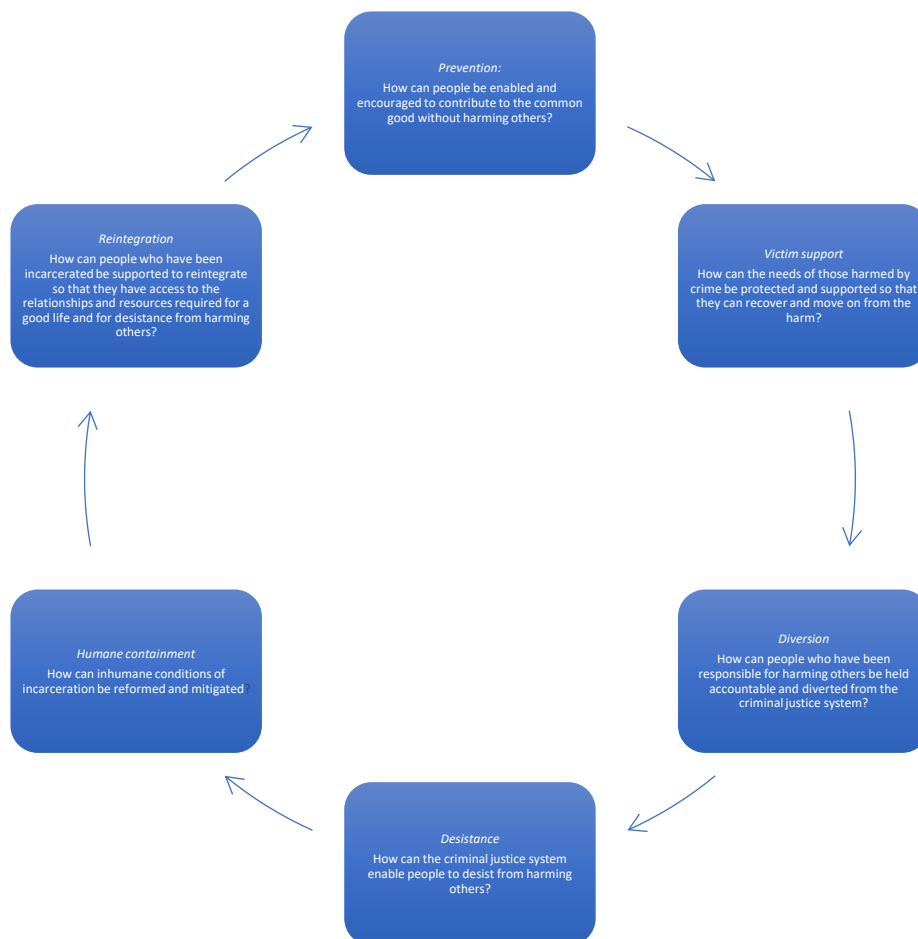 Prevention:
How can people be enabled and
encouraged to contribute to the common
good without harming others?
Victim support
How can the needs of those harmed by
crime be protected and supported so that
they can recover and move on from the
harm?
Diversion
How can people who have been
responsible for harming others be held
accountable and diverted from the
criminal justice system?
Desistance
How can the criminal justice system
enable people to desist from harming
others?
Humane containment
How can inhumane conditions of
incarceration be reformed and mitigated?
Reintegration
How can people who have been
incarcerated be supported to reintegrate
so that they have access to the
relationships and resources required for a
good life and for desistance from harming
others?